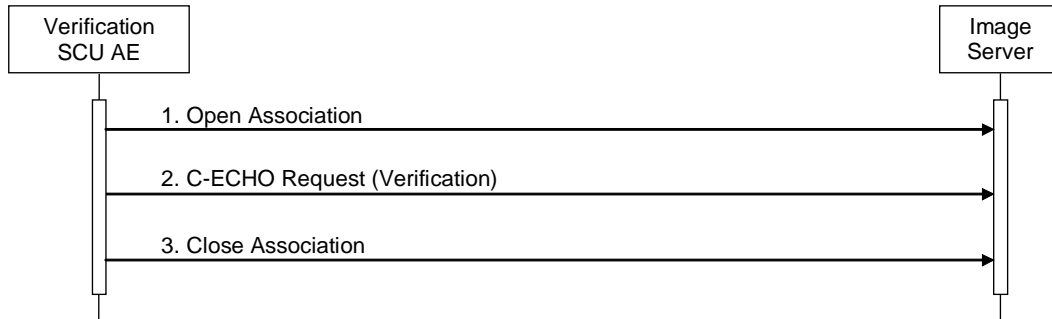 Verification
SCU AE
Image
Server
1. Open Association
2. C-ECHO Request (Verification)
3. Close Association